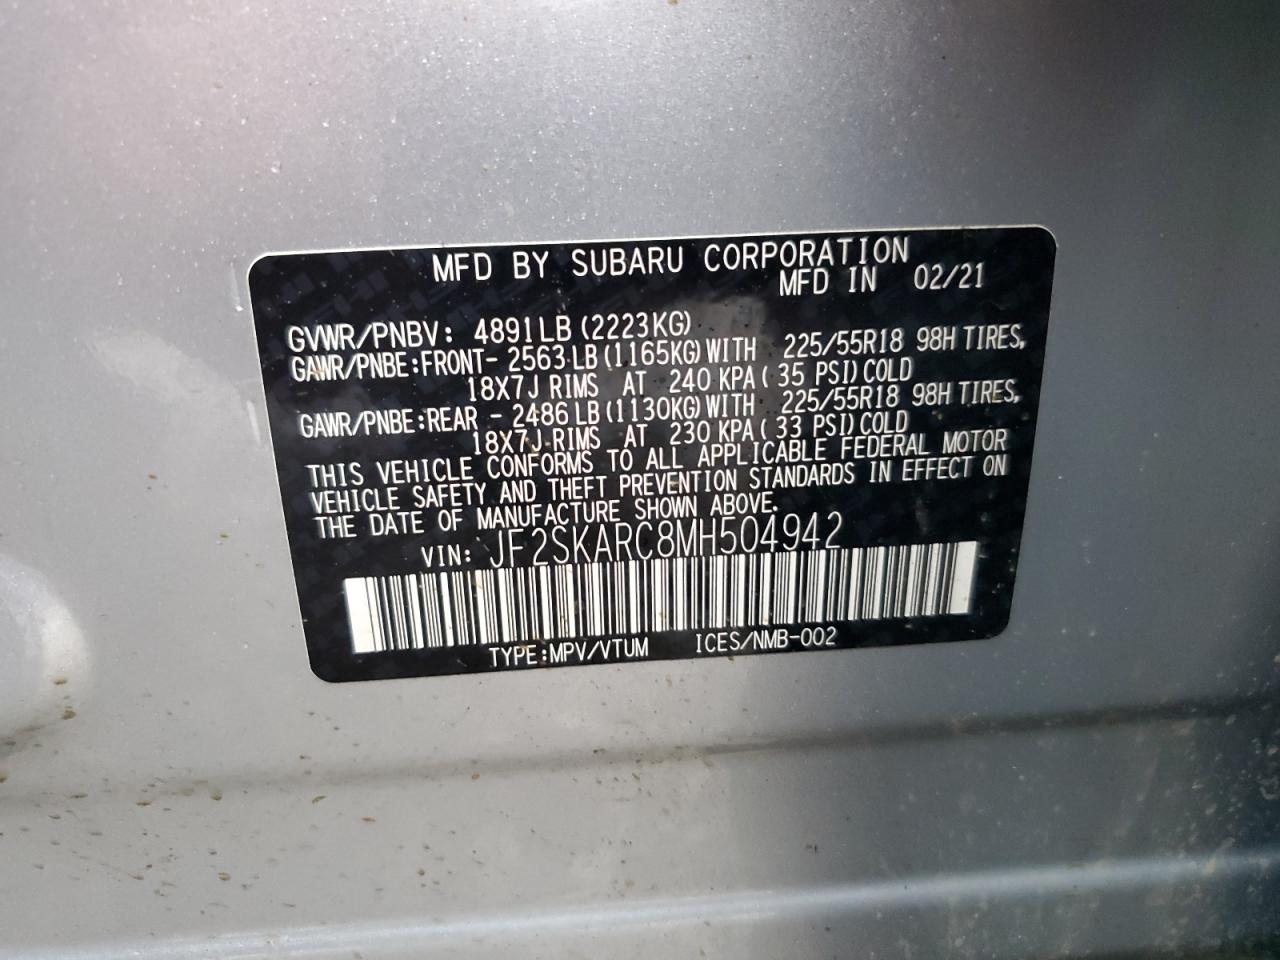 MFD BY SUBARU CORPORATION
MFD IN 02/21
GVWR/PNBV: 4891LB(2223KG)
GAWR/PNBE:FRONT- 2563LB(1165KG)WITH 225/55R18 98H TIRES,
18X7J RIMS AT 240 KPA( 35 PSI)COLD
GAWR/PNBE:REAR - 2486LB(1130KG)WITH 225/55R18 98H TIRES,
18X7J RIMS AT 230 KPA( 33 PSI)COLD
THIS VEHICLE CONFORMS TO ALL APPLICABLE FEDERAL MOTOR
VEHICLE SAFETY AND THEFT PREVENTION STANDARDS IN EFFECT ON
THE DATE OF MANUFACTURE SHOWN ABOVE.
VIN: JF2SKARC8MH504942
TYPE:MPV/VTUM ICES/NMB-002